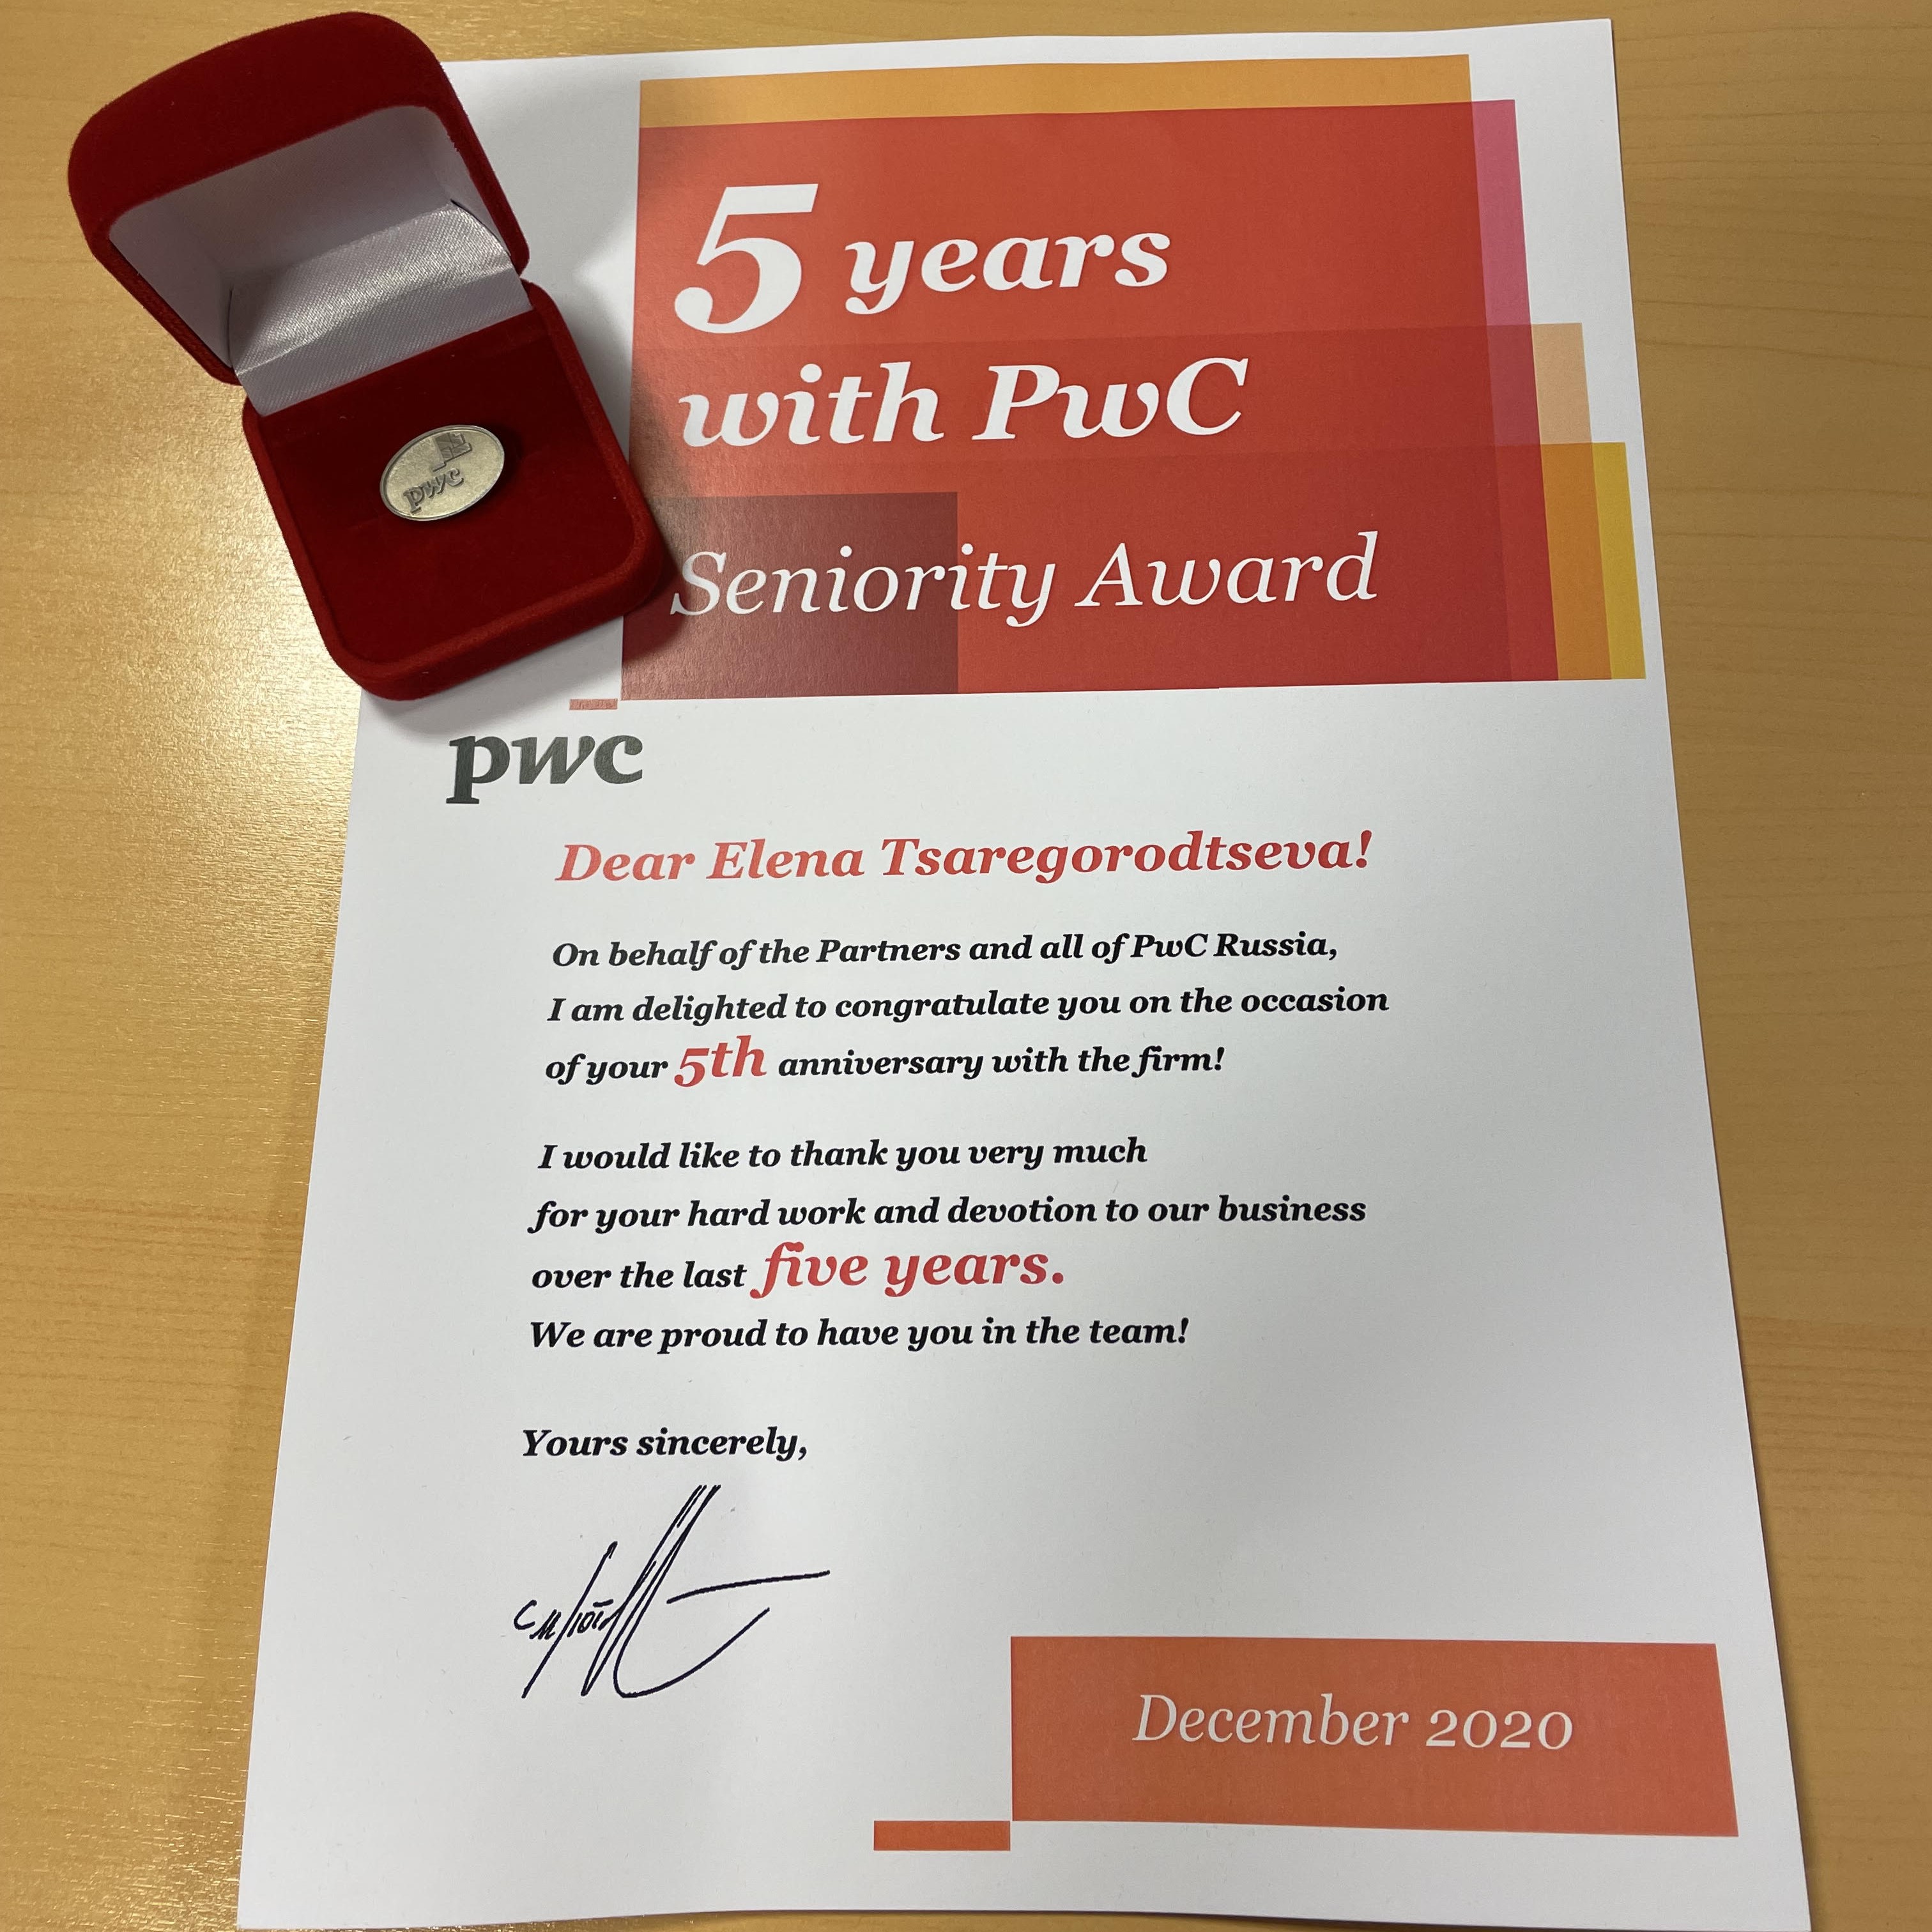 5 years
with PwC
Seniority Award
pwc
pwc
Dear Elena Tsaregorodtseva!
On behalf of the Partners and all of PwC Russia,
I am delighted to congratulate you on the occasion
of your 5th anniversary with the firm!
I would like to thank you very much
for your hard work and devotion to our business
over the last five years.
We are proud to have you in the team!
Yours sincerely,
December 2020